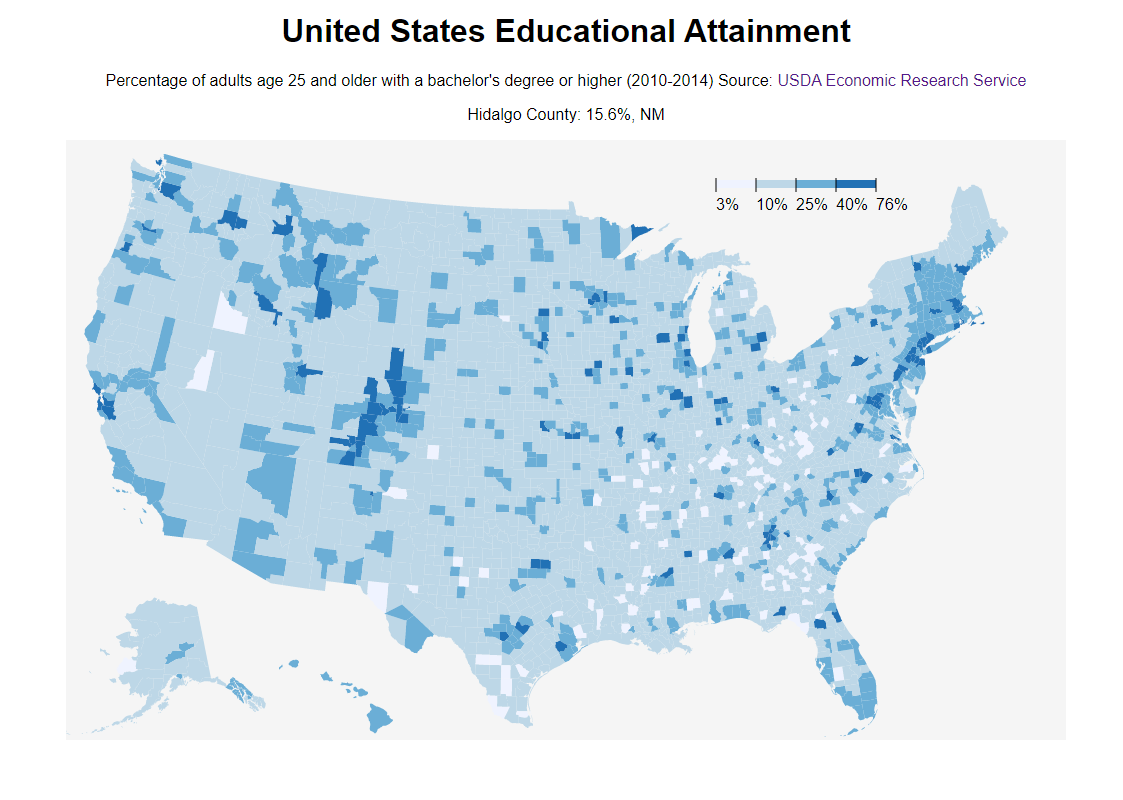 United States Educational Attainment
Percentage of adults age 25 and older with a bachelor's degree or higher (2010-2014) Source: USDA Economic Research Service
Hidalgo County: 15.6%, NM
3% 10% 25% 40% 76%